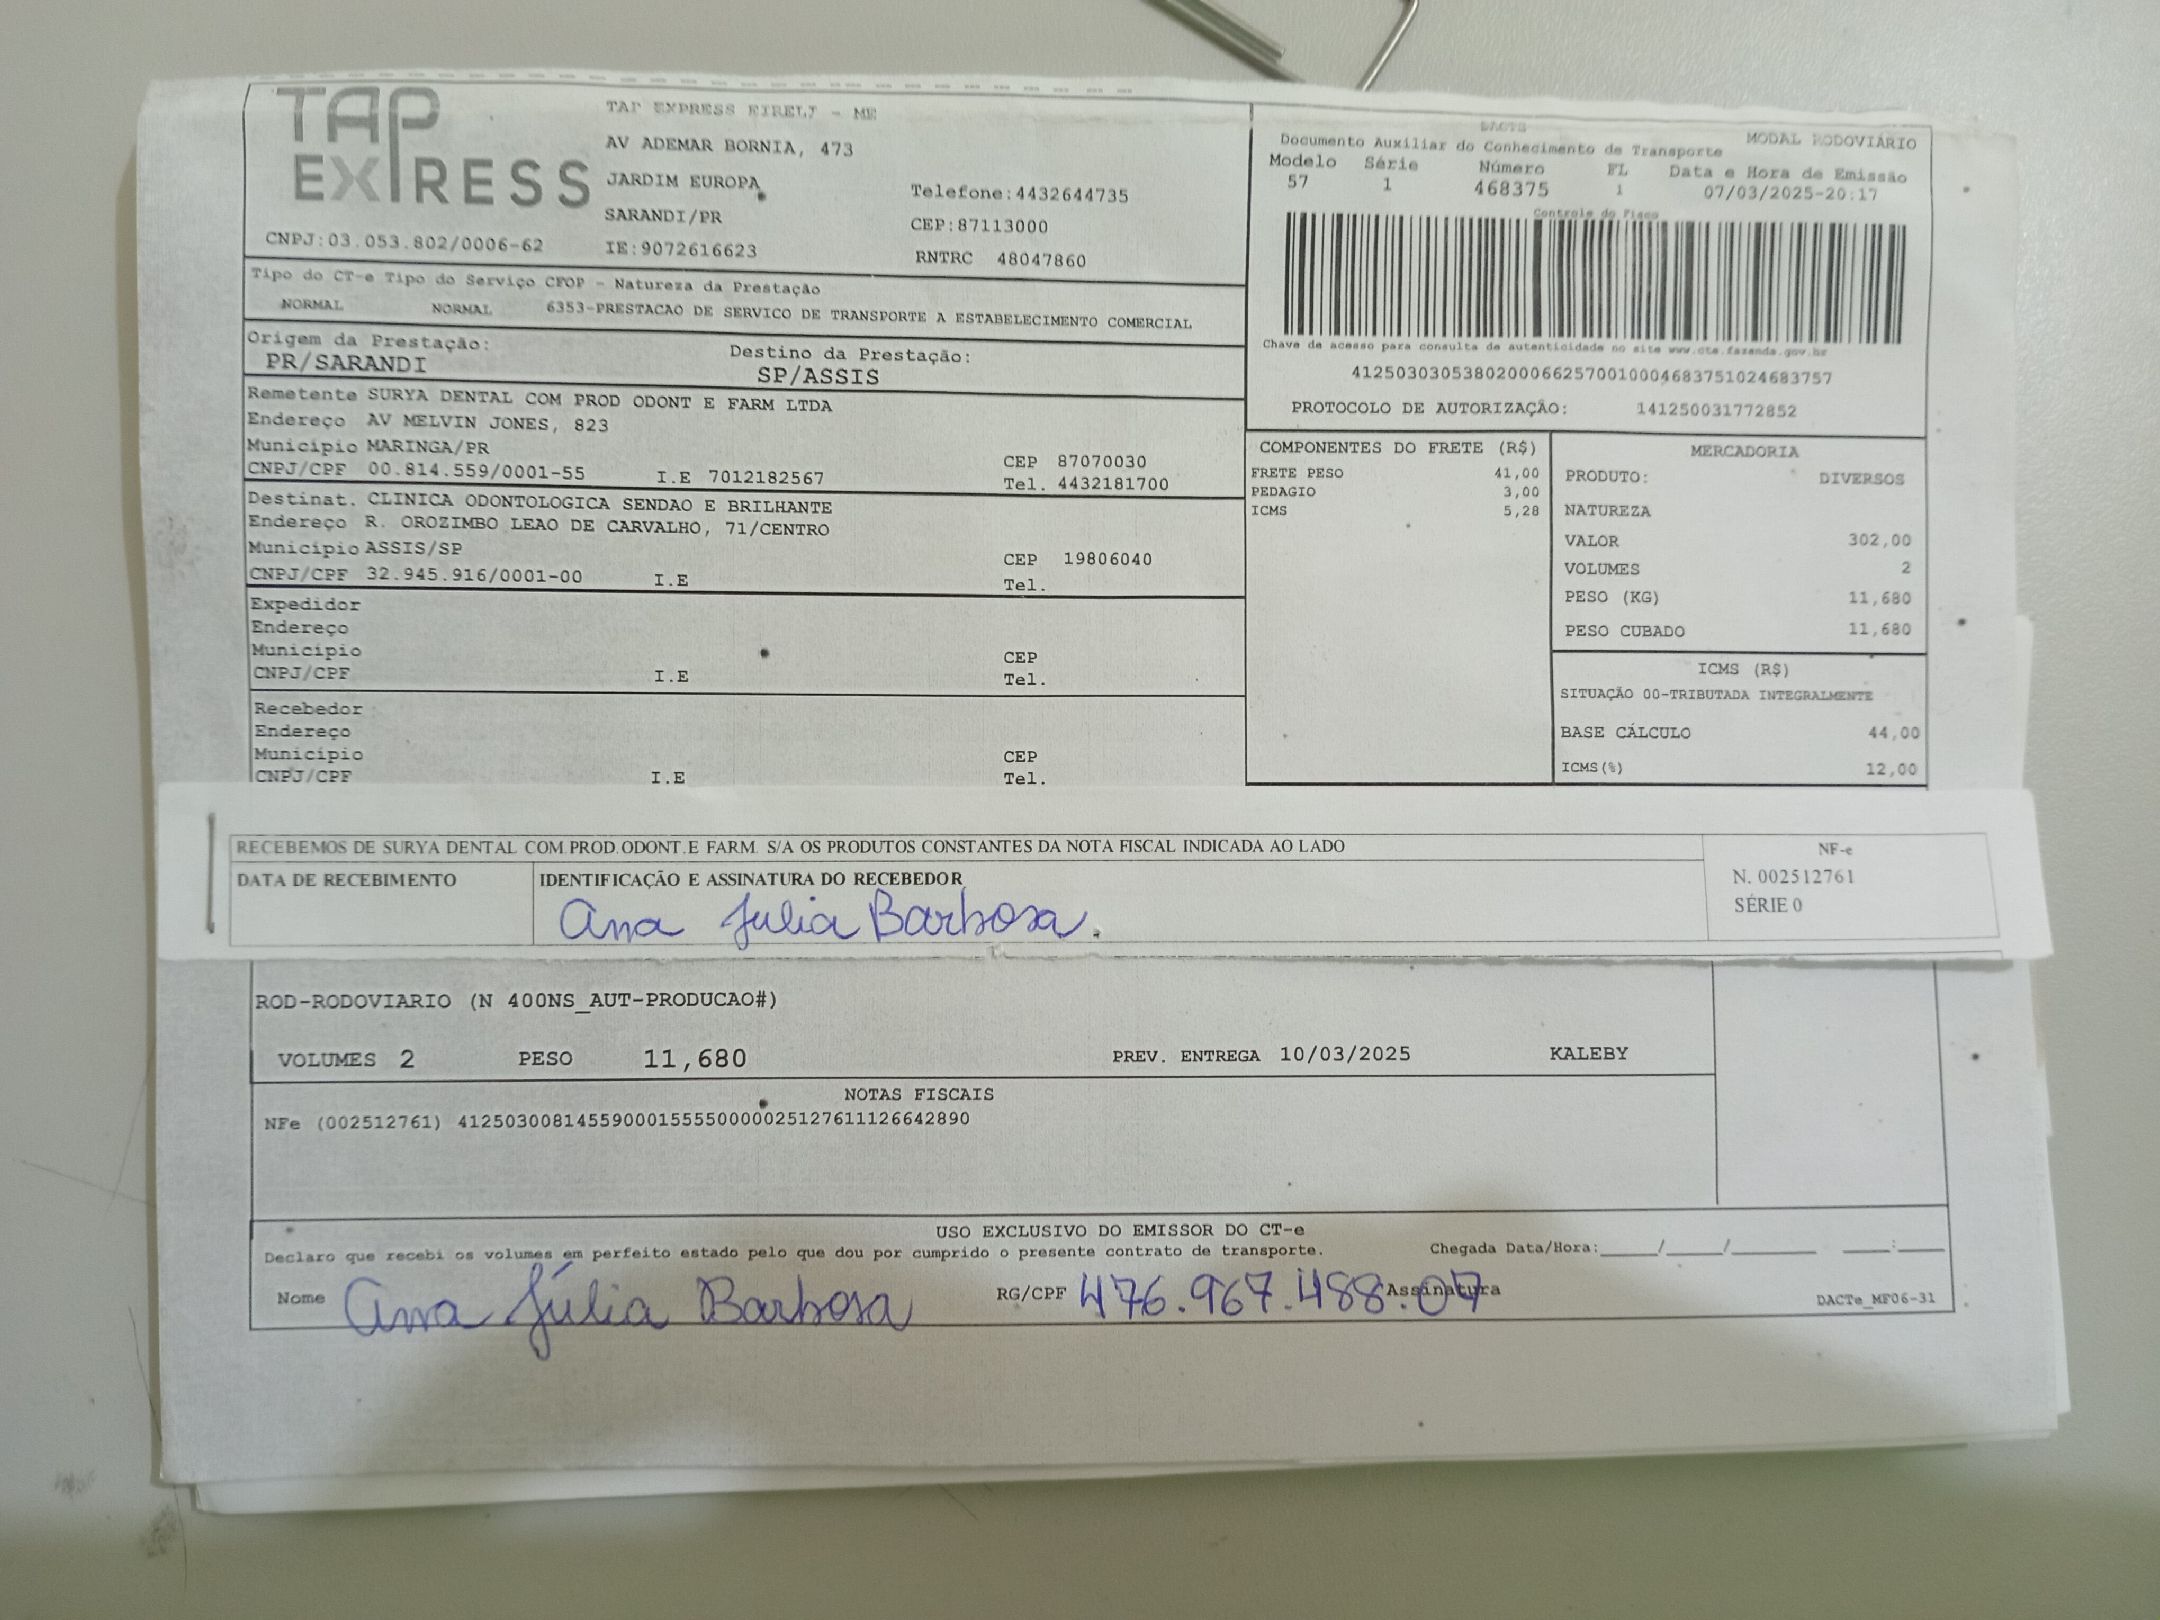 TAP EXPRESS
TAP EXPRESS EIRELI - ME
AV ADEMAR BORNIA, 473
JARDIM EUROPA
Telefone:4432644735
SARANDI/PR
CEP:87113000
CNPJ:03.053.802/0006-62
IE:9072616623
RNTRC 48047860
DACTE
MODAL RODOVIÁRIO
Documento Auxiliar do Conhecimento de Transporte
Modelo Série Número FL Data e Hora de Emissão
57 1 468375 1 07/03/2025-20:17
Controle do Fisco
Chave de acesso para consulta de autenticidade no site www.cte.fazenda.gov.br
41250303053802000662570010004683751024683757
PROTOCOLO DE AUTORIZAÇÃO: 141250031772852
Tipo do CT-e Tipo do Serviço CFOP - Natureza da Prestação
NORMAL NORMAL 6353-PRESTACAO DE SERVICO DE TRANSPORTE A ESTABELECIMENTO COMERCIAL
Origem da Prestação: Destino da Prestação:
PR/SARANDI SP/ASSIS
Remetente SURYA DENTAL COM PROD ODONT E FARM LTDA
Endereço AV MELVIN JONES, 823
Município MARINGA/PR CEP 87070030
CNPJ/CPF 00.814.559/0001-55 I.E 7012182567 Tel. 4432181700
Destinat. CLINICA ODONTOLOGICA SENDAO E BRILHANTE
Endereço R. OROZIMBO LEAO DE CARVALHO, 71/CENTRO
Município ASSIS/SP CEP 19806040
CNPJ/CPF 32.945.916/0001-00 I.E Tel.
Expedidor
Endereço
Município CEP
CNPJ/CPF I.E Tel.
Recebedor
Endereço
Município CEP
CNPJ/CPF I.E Tel.
COMPONENTES DO FRETE (R$)
FRETE PESO 41,00
PEDAGIO 3,00
ICMS 5,28
MERCADORIA
PRODUTO: DIVERSOS
NATUREZA
VALOR 302,00
VOLUMES 2
PESO (KG) 11,680
PESO CUBADO 11,680
ICMS (R$)
SITUAÇÃO 00-TRIBUTADA INTEGRALMENTE
BASE CÁLCULO 44,00
ICMS(%) 12,00
RECEBEMOS DE SURYA DENTAL COM.PROD.ODONT.E FARM. S/A OS PRODUTOS CONSTANTES DA NOTA FISCAL INDICADA AO LADO
DATA DE RECEBIMENTO
IDENTIFICAÇÃO E ASSINATURA DO RECEBEDOR
Ana Julia Barbosa.
NF-e
N. 002512761
SÉRIE 0
ROD-RODOVIARIO (N 400NS_AUT-PRODUCAO#)
VOLUMES 2 PESO 11,680 PREV. ENTREGA 10/03/2025 KALEBY
NOTAS FISCAIS
NFe (002512761) 41250300814559000155550000025127611126642890
USO EXCLUSIVO DO EMISSOR DO CT-e
Declaro que recebi os volumes em perfeito estado pelo que dou por cumprido o presente contrato de transporte. Chegada Data/Hora:_____/_____/_______ ____:____
Nome Ana Júlia Barbosa RG/CPF 476.967.488.07 Assinatura
DACTe_MF06-31